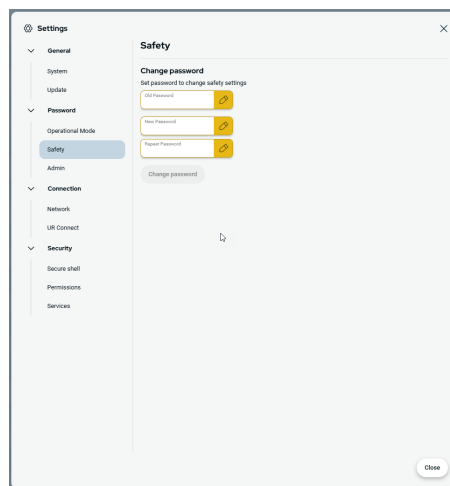 Settings
General
System
Update
Password
Operational Mode
Safety
Admin
Connection
Network
UR Connect
Security
Secure shell
Permissions
Services
Safety
Change password
Set password to change safety settings
Old Password
New Password
Repeat Password
Change password
Close